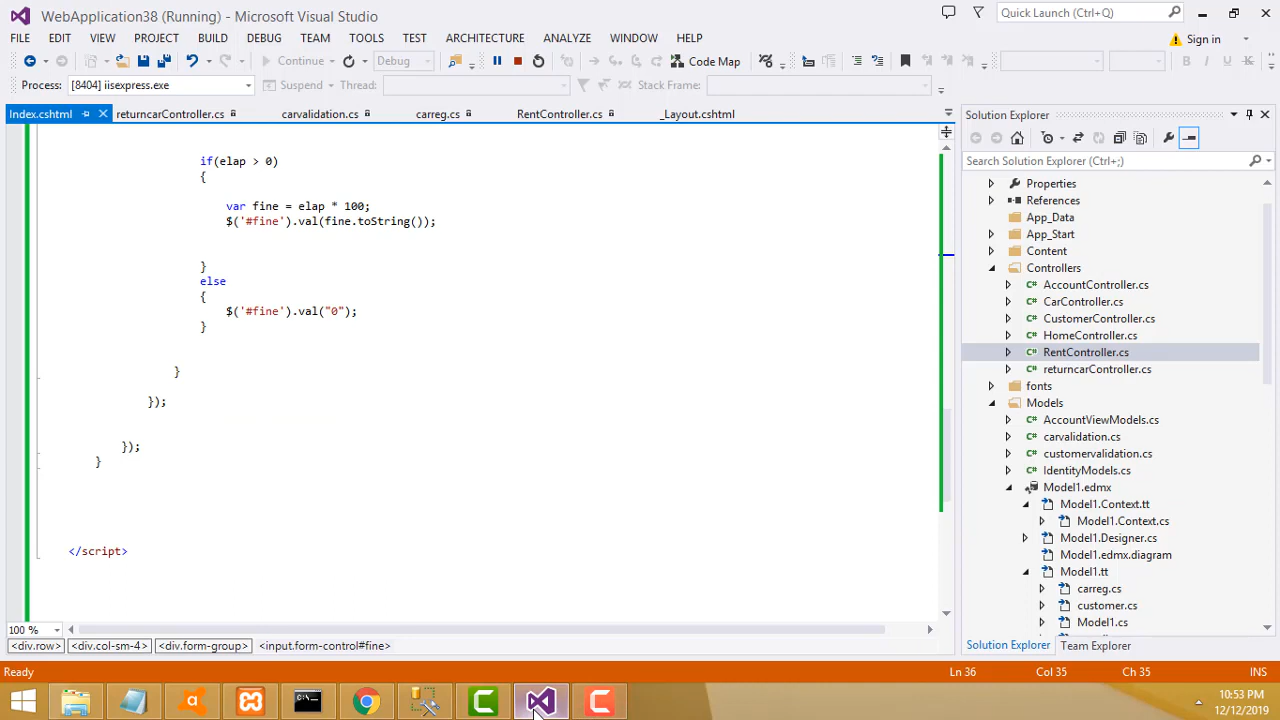 WebApplication38 (Running) - Microsoft Visual Studio
Quick Launch (Ctrl+Q)
FILE EDIT VIEW PROJECT BUILD DEBUG TEAM TOOLS TEST ARCHITECTURE ANALYZE WINDOW HELP
Sign in
Continue
Debug
Code Map
Process:
[8404] iisexpress.exe
Suspend
Thread:
Stack Frame:
Index.cshtml
returncarController.cs
carvalidation.cs
carreg.cs
RentController.cs
_Layout.cshtml
if(elap > 0)
{
var fine = elap * 100;
$('#fine').val(fine.toString());
}
else
{
$('#fine').val("0");
}
}
});
});
}
</script>
100 %
<div.row> <div.col-sm-4> <div.form-group> <input.form-control#fine>
Solution Explorer
Search Solution Explorer (Ctrl+;)
Properties
References
App_Data
App_Start
Content
Controllers
C# AccountController.cs
C# CarController.cs
C# CustomerController.cs
C# HomeController.cs
C# RentController.cs
C# returncarController.cs
fonts
Models
C# AccountViewModels.cs
C# carvalidation.cs
C# customervalidation.cs
C# IdentityModels.cs
Model1.edmx
Model1.Context.tt
Model1.Context.cs
Model1.Designer.cs
Model1.edmx.diagram
Model1.tt
carreg.cs
customer.cs
Model1.cs
Solution Explorer Team Explorer
Ready
Ln 36
Col 35
Ch 35
INS
10:53 PM
12/12/2019